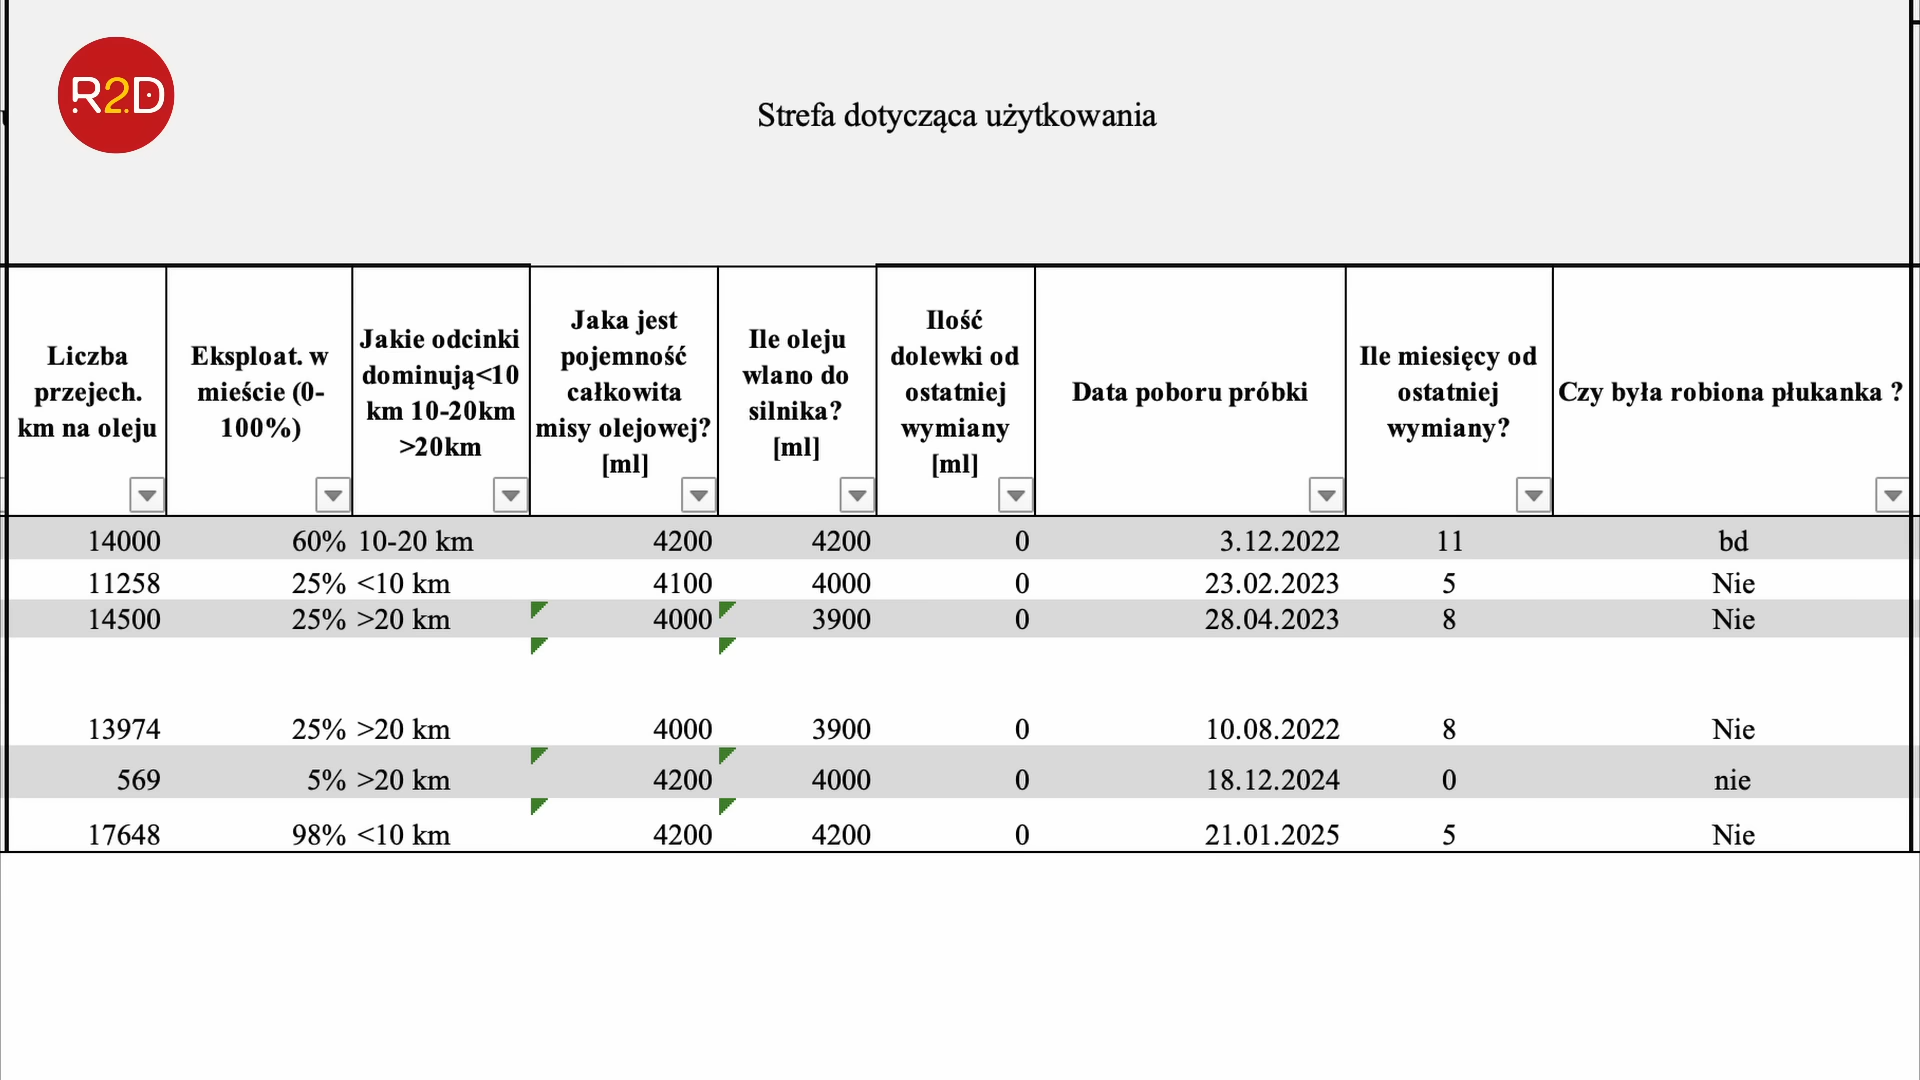 R2D
Strefa dotycząca użytkowania
Liczba
przejech.
km na oleju
Eksploat. w
mieście (0-
100%)
Jakie odcinki
dominują<10
km 10-20km
>20km
Jaka jest
pojemność
całkowita
misy olejowej?
[ml]
Ile oleju
wlano do
silnika?
[ml]
Ilość
dolewki od
ostatniej
wymiany
[ml]
Data poboru próbki
Ile miesięcy od
ostatniej
wymiany?
Czy była robiona płukanka ?
14000 60% 10-20 km 4200 4200 0 3.12.2022 11 bd
11258 25% <10 km 4100 4000 0 23.02.2023 5 Nie
14500 25% >20 km 4000 3900 0 28.04.2023 8 Nie
13974 25% >20 km 4000 3900 0 10.08.2022 8 Nie
569 5% >20 km 4200 4000 0 18.12.2024 0 nie
17648 98% <10 km 4200 4200 0 21.01.2025 5 Nie